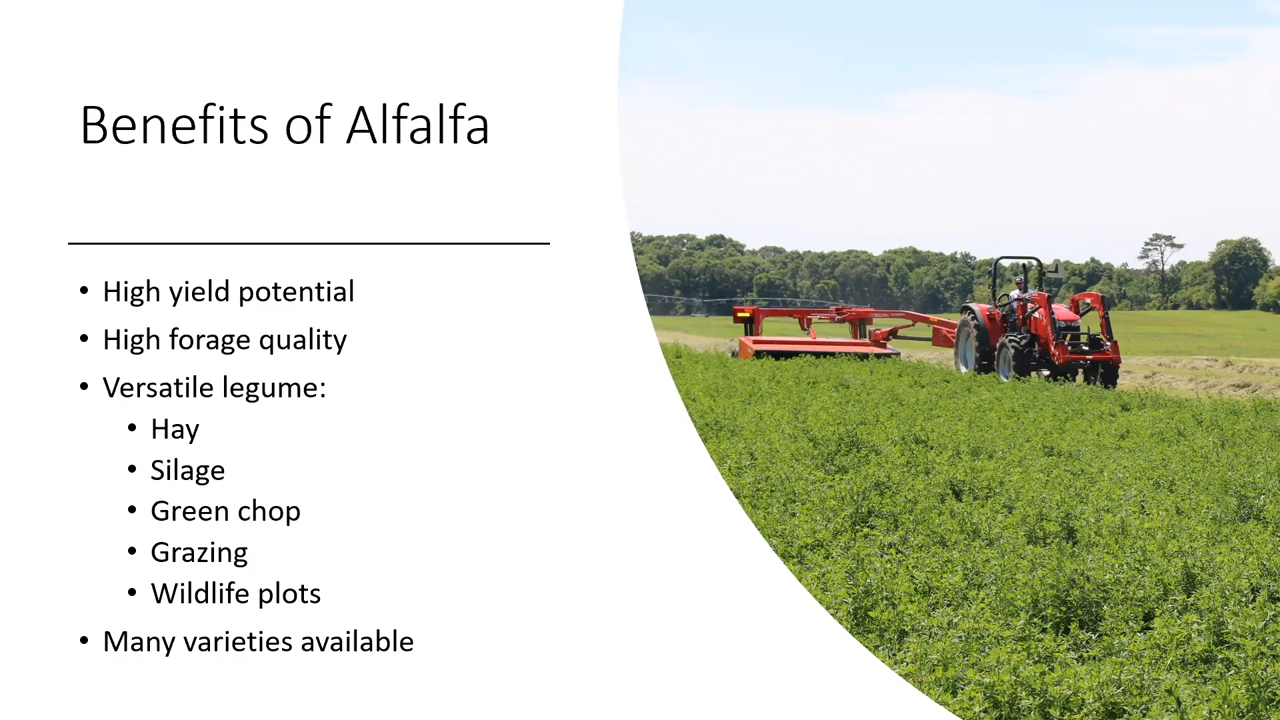 Benefits of Alfalfa
• High yield potential
• High forage quality
• Versatile legume:
• Hay
• Silage
• Green chop
• Grazing
• Wildlife plots
• Many varieties available